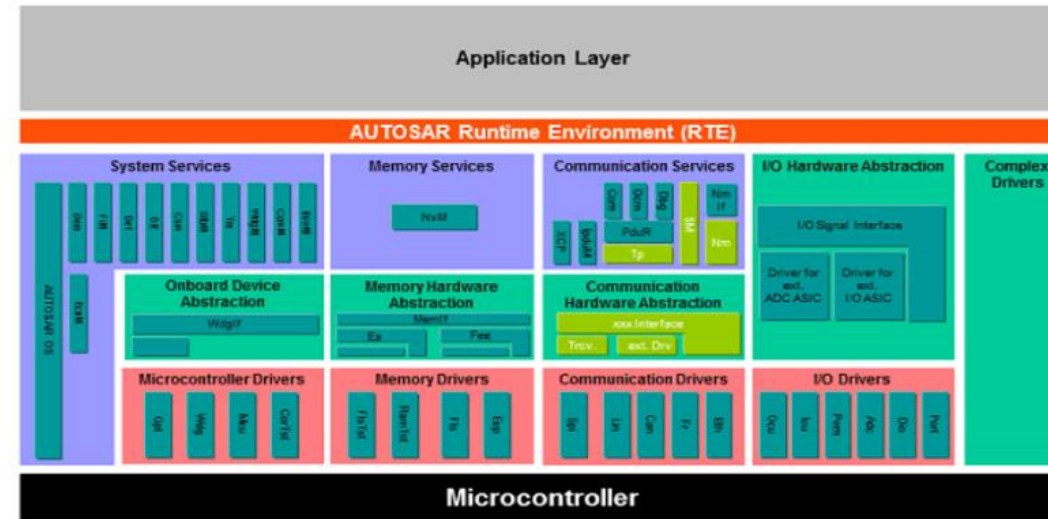 Application Layer
AUTOSAR Runtime Environment (RTE)
System Services
Memory Services
Communication Services
I/O Hardware Abstraction
Complex
Drivers
AUTOSAR OS
Dem
FiM
Det
Dlt
Csm
StbM
Tm
WdgM
ComM
BswM
EcuM
NvM
XCP
IpduM
Com
Dcm
Dbg
PduR
Tp
SM
Nm
If
Nm
I/O Signal Interface
Driver for
ext.
ADC ASIC
Driver for
ext.
I/O ASIC
Onboard Device
Abstraction
WdgIf
Memory Hardware
Abstraction
MemIf
Ea
Fee
Communication
Hardware Abstraction
xxx Interface
Trcv.
ext. Drv
Microcontroller Drivers
Gpt
Wdg
Mcu
CorTst
Memory Drivers
FlsTst
RamTst
Fls
Eep
Communication Drivers
Spi
Lin
Can
Fr
Eth
I/O Drivers
Ocu
Icu
Pwm
Adc
Dio
Port
Microcontroller